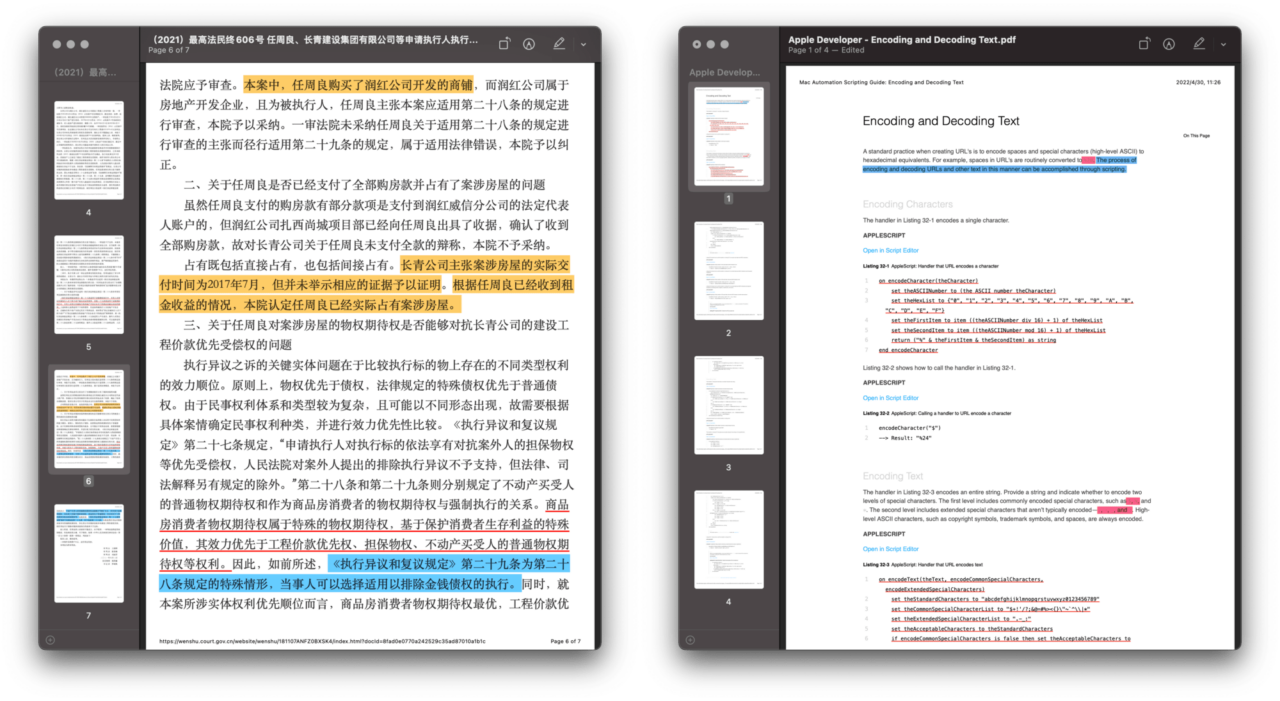 （2021）最高法民终606号 任周良、长青建设集团有限公司等申请执行人执行...
Page 6 of 7
（2021）最高...
4
5
6
7
法院应予审查。本案中，任周良购买了润红公司开发的商铺，而润红公司属于
房地产开发企业，且为被执行人，任周良主张本案应适用第二十八条的规定进
行审查，本院予以采纳。一审法院未采纳任周良关于适用第二十八条的规定进
行审查的主张而径行适用第二十九条的规定，属于适用法律错误，本院予以纠
正。
二、关于任周良是否已经支付了全部购房款并占有了案涉房屋的问题
虽然任周良支付的购房款有部分款项是支付到润红威信分公司的法定代表
人账户的，但润红公司扎西尚城项目部已经向任周良出具了收据，确认了收到
全部购房款，故对长青公司关于任周良未支付全款的辩称，本院不予采纳。
占有即包括直接占有，也包括间接占有。长青公司主张案涉房屋的实际交
付时间为2017年7月，但并未举示相应的证据予以证明。根据任周良已经收到租
金收益的情况，本院认定任周良已经实际占有案涉房屋。
三、关于任周良对案涉房屋的物权期待权是否能够对抗长青公司的建设工
程价款优先受偿权的问题
执行异议之诉的关键实体问题在于比较执行标的物上存在的不同类型权利
的效力顺位。原则上，物权优先于债权，法律规定的特殊债权优先于普通债
权。由于民事权利体系和类型较为复杂，且可能以不同形态出现，需要根据
具体案情确定民事权利种类，并进行效力优先性比较。《执行异议和复议规
定》第二十七条规定，“申请执行人对执行标的依法享有对抗案外人的担保物权
等优先受偿权，人民法院对案外人提出的排除执行异议不予支持，但法律、司
法解释另有规定的除外。”第二十八条和第二十九条则分别规定了不动产买受人
的普通物权期待权和作为商品房消费者的物权期待权与强制执行的关系。商品
房消费者物权期待权属于特殊的物权期待权，基于保护消费者生存利益的特殊
价值，其效力优先于工程价款优先权、担保物权、不动产买受人的普通物权期
待权等权利。因此，如前所述，《执行异议和复议规定》第二十九条为第二十
八条规定的特殊情形，当事人可以选择适用以排除金钱债权的执行。同时，就
本案所涉实体权利优先顺位而言，商品房消费者物权期待权最优，工程价款优
https://wenshu.court.gov.cn/website/wenshu/181107ANFZ0BXSK4/index.html?docId=8fad0e0770a242529c35ad87010a1b1c
Page 6 of 7
Apple Developer - Encoding and Decoding Text.pdf
Page 1 of 4 — Edited
Apple Develop...
1
2
3
4
Mac Automation Scripting Guide: Encoding and Decoding Text
2022/4/30, 11:26
Encoding and Decoding Text
On This Page
A standard practice when creating URL's is to encode spaces and special characters (high-level ASCII) to
hexadecimal equivalents. For example, spaces in URL's are routinely converted to The process of
encoding and decoding URLs and other text in this manner can be accomplished through scripting.
Encoding Characters
The handler in Listing 32-1 encodes a single character.
APPLESCRIPT
Open in Script Editor
Listing 32-1 AppleScript: Handler that URL encodes a character
1 on encodeCharacter(theCharacter)
2 set theASCIINumber to (the ASCII number theCharacter)
3 set theHexList to {"0", "1", "2", "3", "4", "5", "6", "7", "8", "9", "A", "B",
"C", "D", "E", "F"}
4 set theFirstItem to item ((theASCIINumber div 16) + 1) of theHexList
5 set theSecondItem to item ((theASCIINumber mod 16) + 1) of theHexList
6 return ("%" & theFirstItem & theSecondItem) as string
7 end encodeCharacter
Listing 32-2 shows how to call the handler in Listing 32-1.
APPLESCRIPT
Open in Script Editor
Listing 32-2 AppleScript: Calling a handler to URL encode a character
1 encodeCharacter("$")
2 --> Result: "%24"
Encoding Text
The handler in Listing 32-3 encodes an entire string. Provide a string and indicate whether to encode two
levels of special characters. The first level includes commonly encoded special characters, such as and
The second level includes extended special characters that aren't typically encoded— and High-
level ASCII characters, such as copyright symbols, trademark symbols, and spaces, are always encoded.
APPLESCRIPT
Open in Script Editor
Listing 32-3 AppleScript: Handler that URL encodes text
1 on encodeText(theText, encodeCommonSpecialCharacters,
encodeExtendedSpecialCharacters)
2 set theStandardCharacters to "abcdefghijklmnopqrstuvwxyz0123456789"
3 set theCommonSpecialCharacterList to "$+!'/?;&@=#%><{}\"~`^\\|*"
4 set theExtendedSpecialCharacterList to ".-_:"
5 set theAcceptableCharacters to theStandardCharacters
6 if encodeCommonSpecialCharacters is false then set theAcceptableCharacters to